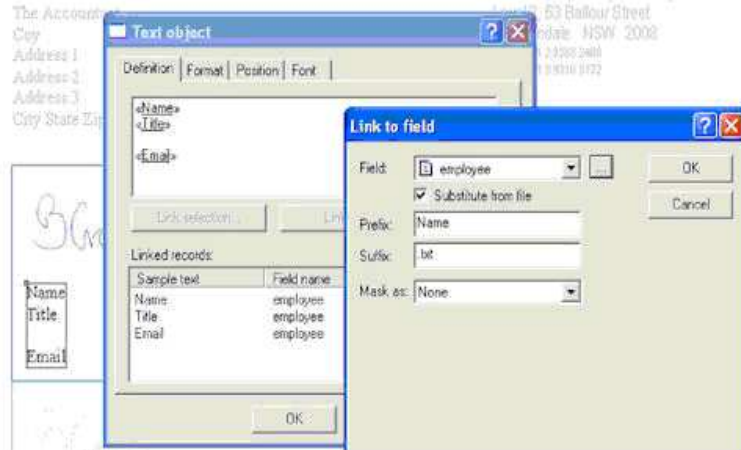 The Accountant
Coy
Address 1
Address 2
Address 3
City State Zip
53 Balfour Street
NSW 2008
Text object
Definition
Format
Position
Font
«Name»
«Title»
«Email»
Link selection...
Linked records:
Sample text
Field name
Name
employee
Title
employee
Email
employee
OK
Link to field
Field:
employee
...
Substitute from file
Prefix:
Name
Suffix:
.txt
Mask as:
None
OK
Cancel
Name
Title
Email